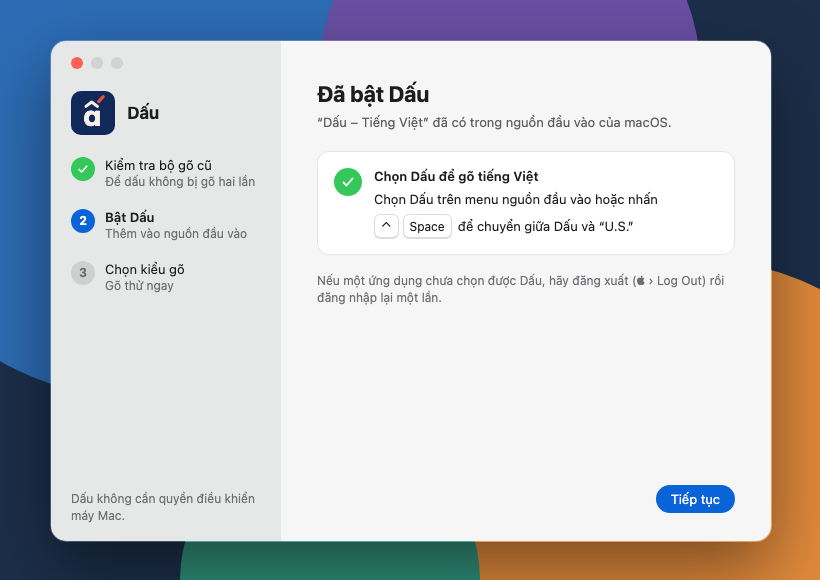 ấ
Dấu
Kiểm tra bộ gõ cũ
Để dấu không bị gõ hai lần
2
Bật Dấu
Thêm vào nguồn đầu vào
3
Chọn kiểu gõ
Gõ thử ngay
Dấu không cần quyền điều khiển
máy Mac.
Đã bật Dấu
“Dấu – Tiếng Việt” đã có trong nguồn đầu vào của macOS.
Chọn Dấu để gõ tiếng Việt
Chọn Dấu trên menu nguồn đầu vào hoặc nhấn
^ Space để chuyển giữa Dấu và “U.S.”
Nếu một ứng dụng chưa chọn được Dấu, hãy đăng xuất ( › Log Out) rồi
đăng nhập lại một lần.
Tiếp tục